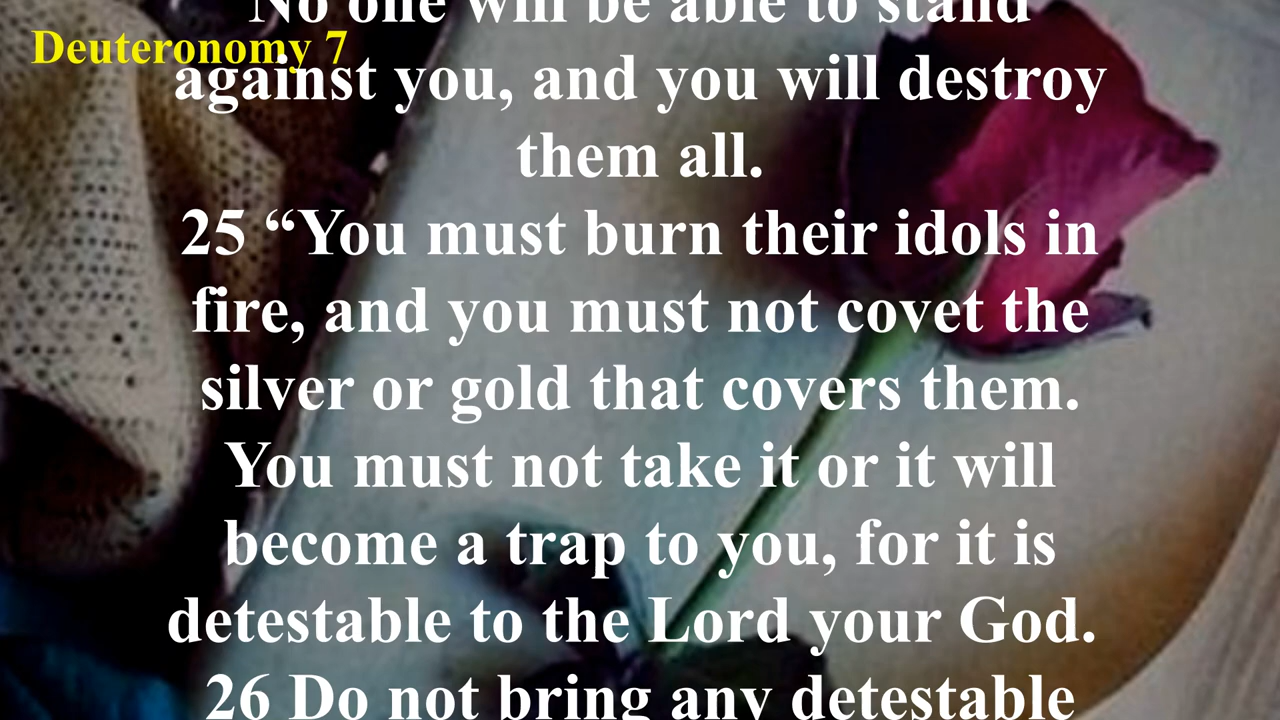 No one will be able to stand
Deuteronomy 7
against you, and you will destroy
them all.
25 “You must burn their idols in
fire, and you must not covet the
silver or gold that covers them.
You must not take it or it will
become a trap to you, for it is
detestable to the Lord your God.
26 Do not bring any detestable